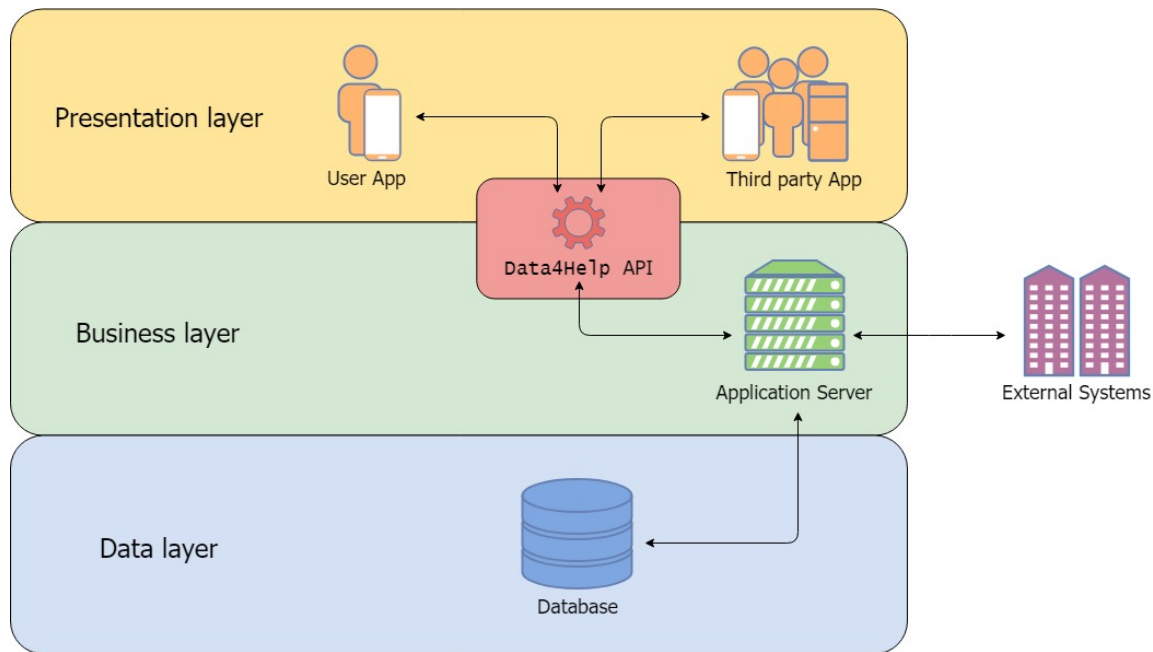 Presentation layer
User App
Third party App
Data4Help API
Business layer
Application Server
External Systems
Data layer
Database